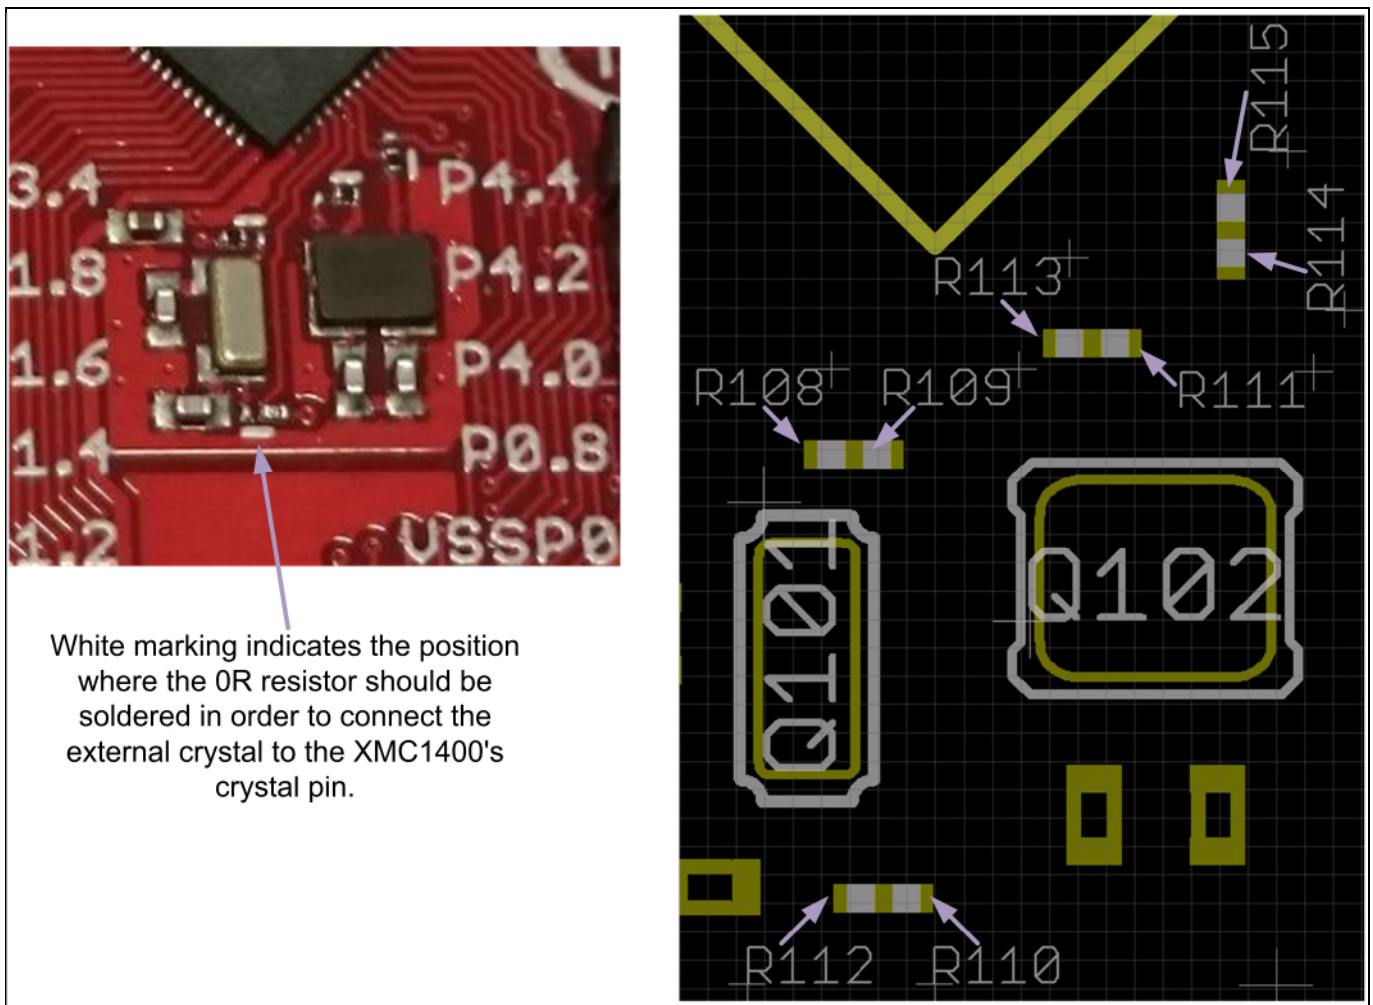 3.4
P4.4
1.8
P4.2
1.6
P4.0
1.4
P0.8
1.2
VSSP0
White marking indicates the position
where the 0R resistor should be
soldered in order to connect the
external crystal to the XMC1400's
crystal pin.
R115
R114
R113
R111
R108
R109
Q101
Q102
R112
R110